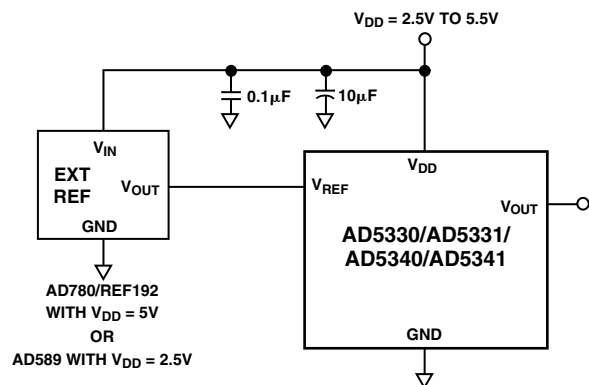 V_DD = 2.5V TO 5.5V
0.1μF
10μF
V_IN
EXT
REF
V_OUT
GND
V_REF
V_DD
V_OUT
AD5330/AD5331/
AD5340/AD5341
GND
AD780/REF192
WITH V_DD = 5V
OR
AD589 WITH V_DD = 2.5V